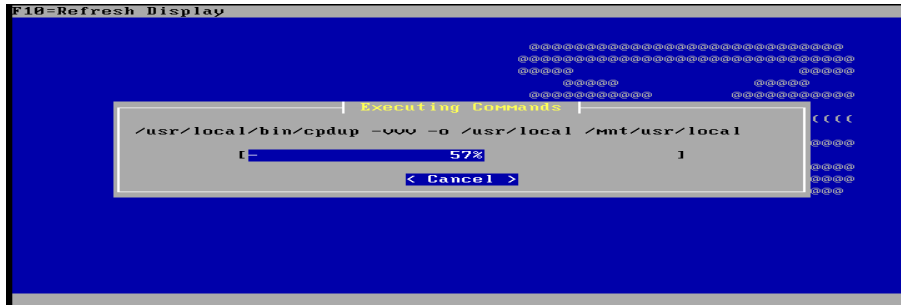 F10=Refresh Display
@@@@@@@@@@@@@@@@@@@@@@@@@@@@
@@@@@@@@@@@@@@@@@@@@@@@@@@@@@@
@@@@@ @@@@@
@@@@@ @@@@@
@@@@@@@@@@@ @@@@@@@@@@@
Executing Commands
((((
/usr/local/bin/cpdup -vvv -o /usr/local /mnt/usr/local
@@@@
[- 57% ]
@@@@
< Cancel > @@@@
@@@